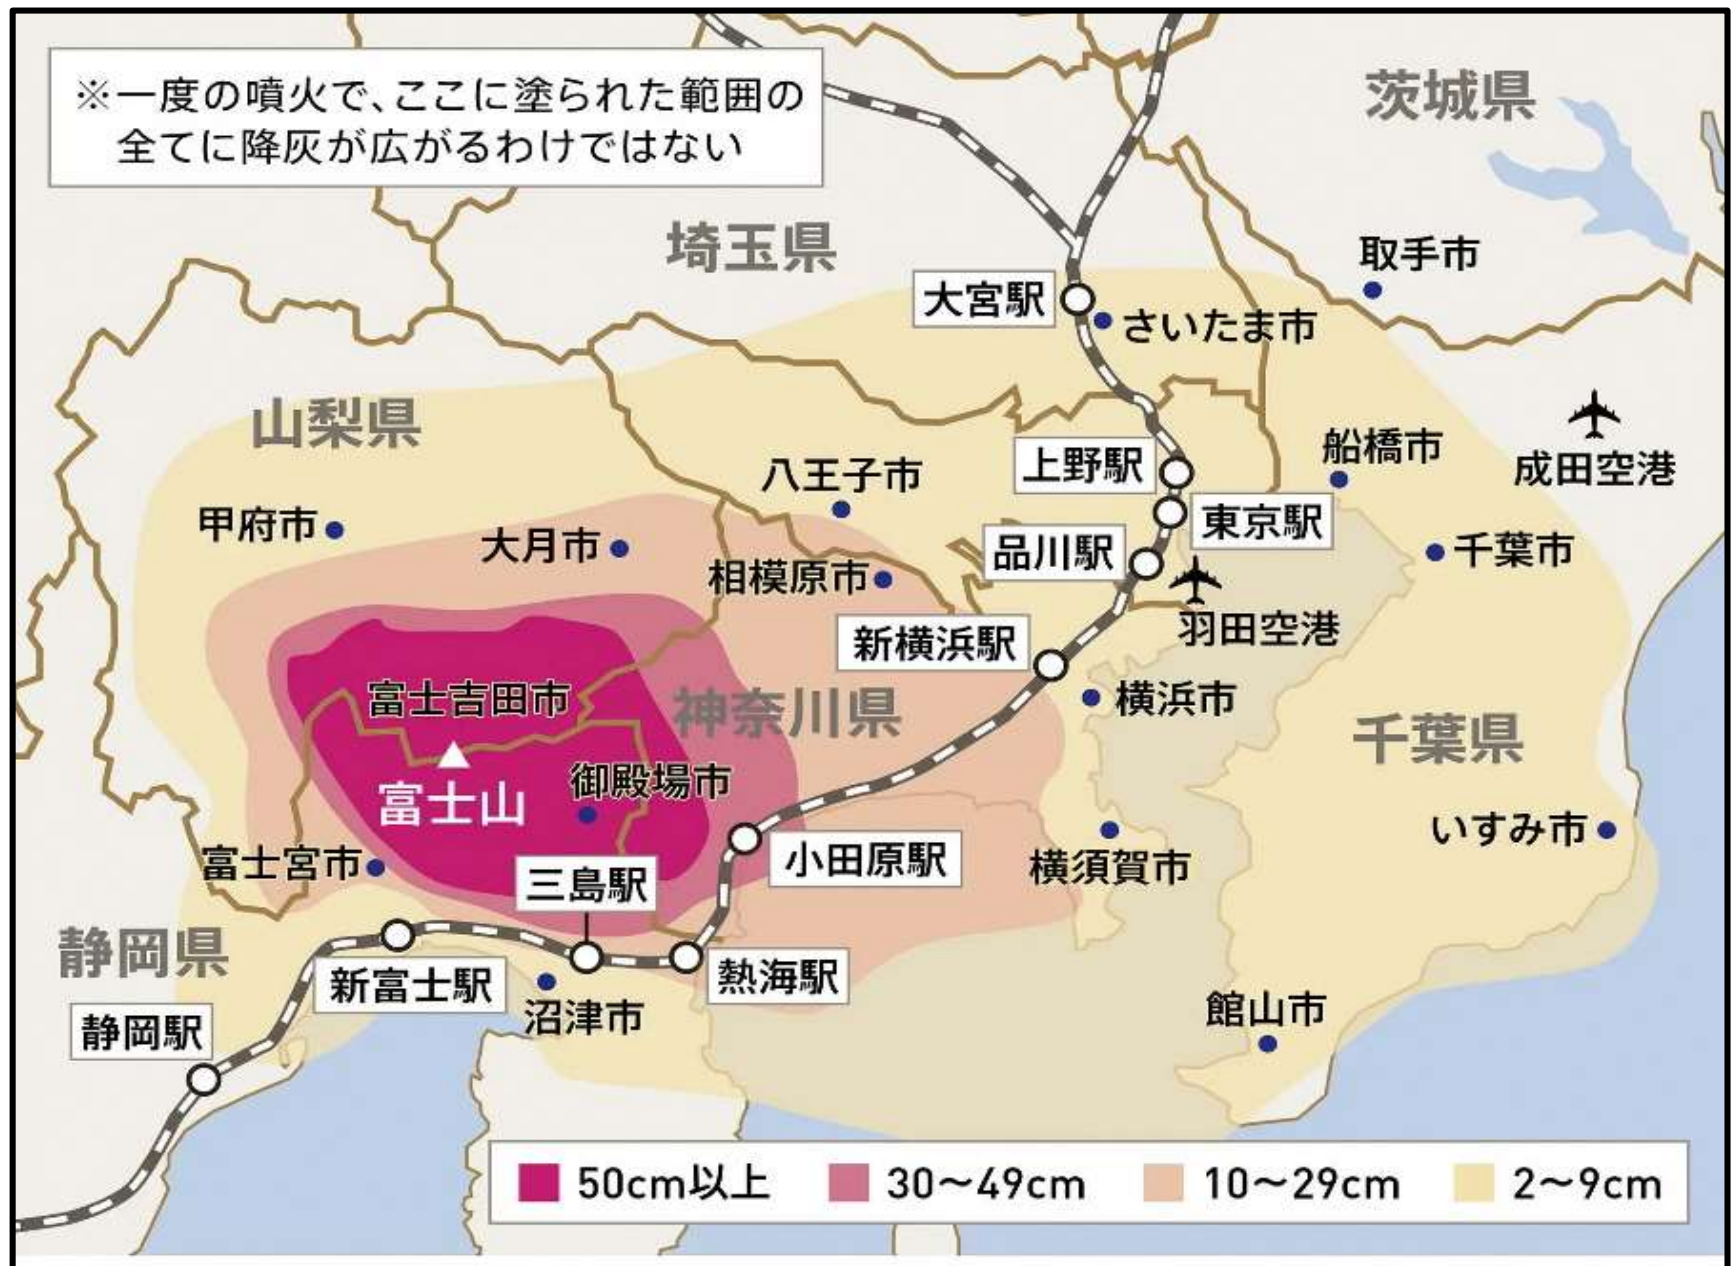 ※一度の噴火で、ここに塗られた範囲の
全てに降灰が広がるわけではない
茨城県
埼玉県
取手市
大宮駅
さいたま市
山梨県
船橋市
成田空港
八王子市
上野駅
甲府市
大月市
東京駅
品川駅
千葉市
相模原市
羽田空港
新横浜駅
富士吉田市
神奈川県
横浜市
千葉県
御殿場市
富士山
いすみ市
富士宮市
三島駅
小田原駅
横須賀市
静岡県
新富士駅
熱海駅
沼津市
館山市
静岡駅
50cm以上 30～49cm 10～29cm 2～9cm